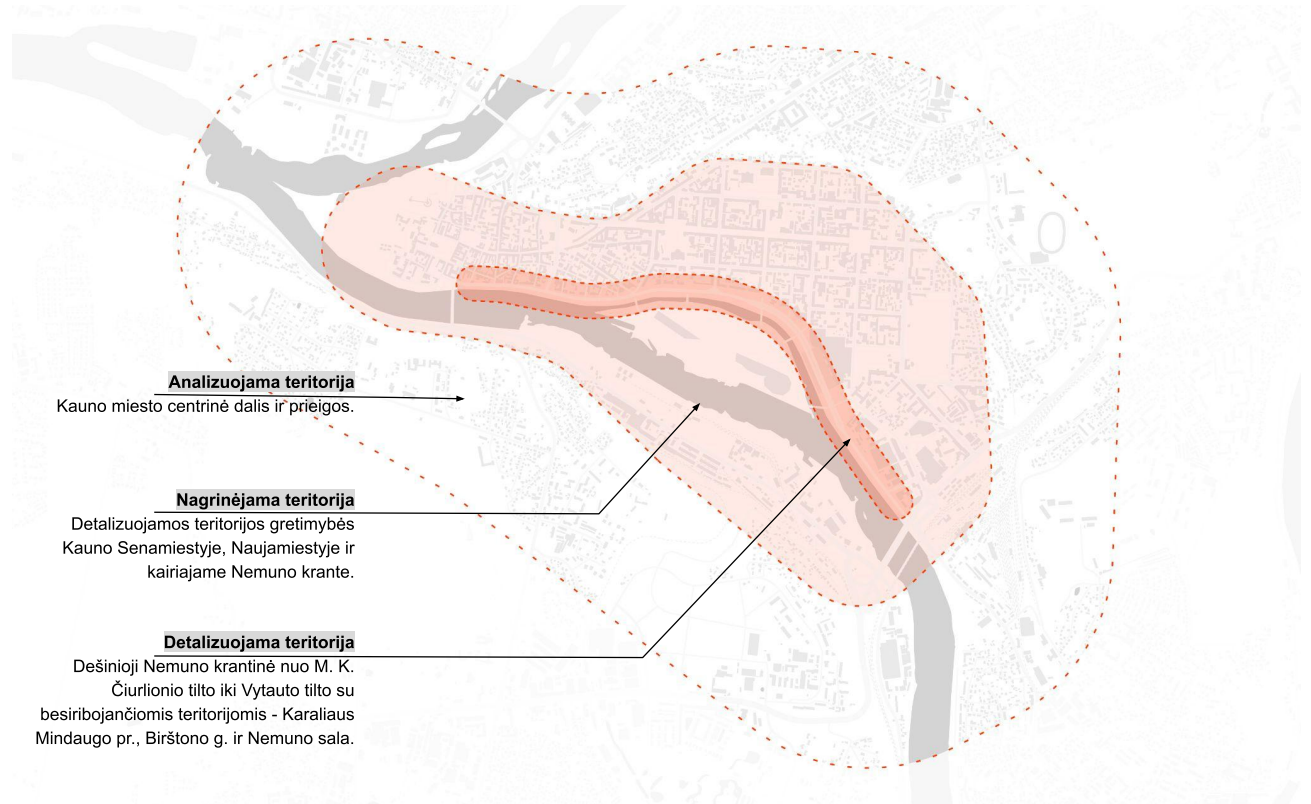 Analizuojama teritorija
Kauno miesto centrinė dalis ir prieigos.
Nagrinėjama teritorija
Detalizuojamos teritorijos gretimybės
Kauno Senamiestyje, Naujamiestyje ir
kairiajame Nemuno krante.
Detalizuojama teritorija
Dešinioji Nemuno krantinė nuo M. K.
Čiurlionio tilto iki Vytauto tilto su
besiribojančiomis teritorijomis - Karaliaus
Mindaugo pr., Birštono g. ir Nemuno sala.